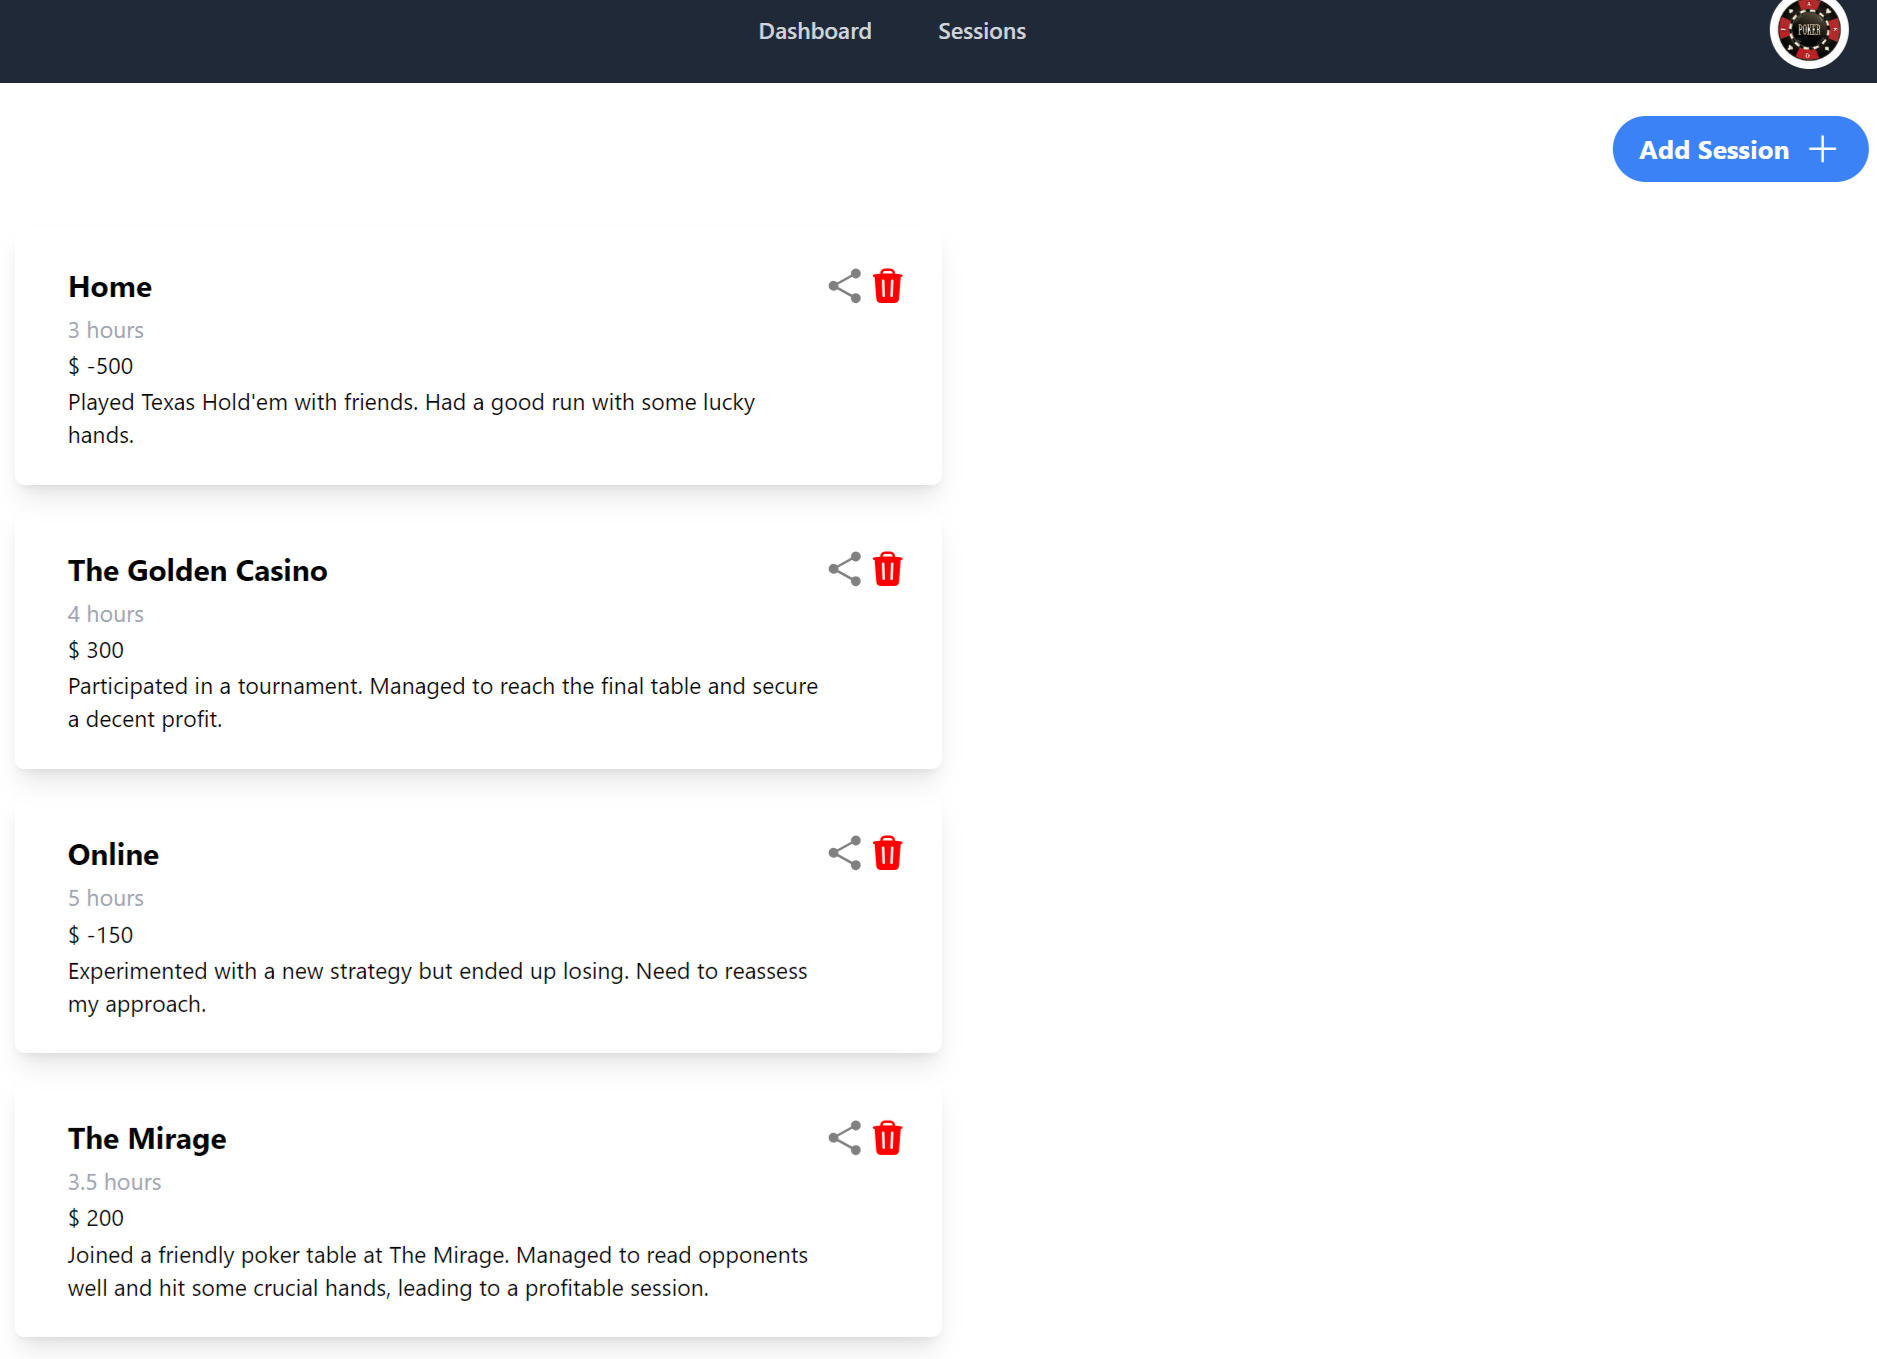 Dashboard Sessions
POKER
Add Session
Home
3 hours
$ -500
Played Texas Hold'em with friends. Had a good run with some lucky
hands.
The Golden Casino
4 hours
$ 300
Participated in a tournament. Managed to reach the final table and secure
a decent profit.
Online
5 hours
$ -150
Experimented with a new strategy but ended up losing. Need to reassess
my approach.
The Mirage
3.5 hours
$ 200
Joined a friendly poker table at The Mirage. Managed to read opponents
well and hit some crucial hands, leading to a profitable session.